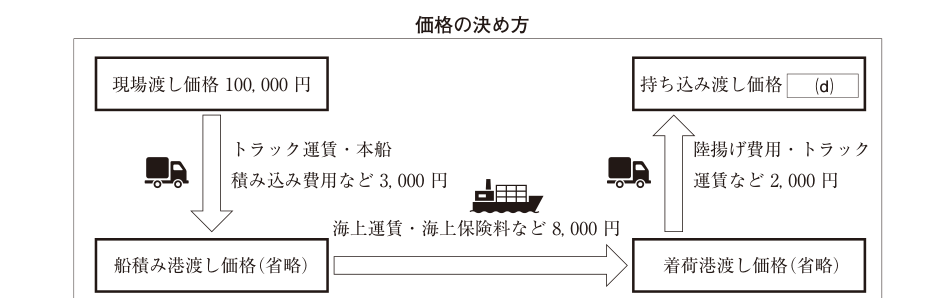 価格の決め方
現場渡し価格 100,000 円
トラック運賃・本船
積み込み費用など 3,000 円
船積み港渡し価格(省略)
海上運賃・海上保険料など 8,000 円
着荷港渡し価格(省略)
陸揚げ費用・トラック
運賃など 2,000 円
持ち込み渡し価格 (d)